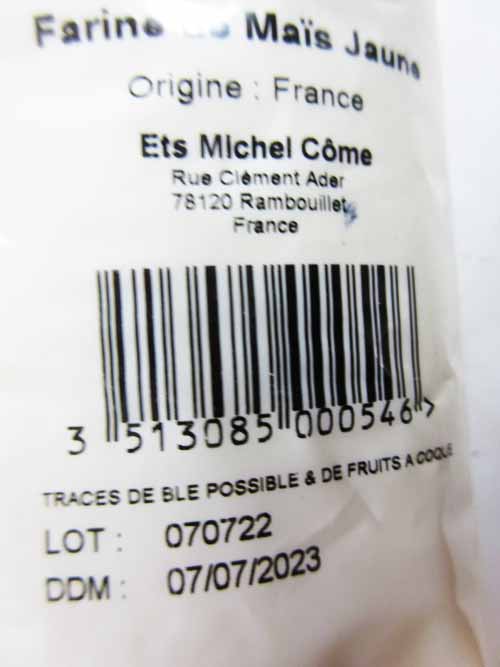 Farine de Maïs Jaune
Origine : France
Ets MIchel Côme
Rue Clément Ader
78120 Rambouillet
France
3 513085 000546 >
TRACES DE BLE POSSIBLE & DE FRUITS A COQUE
LOT : 070722
DDM : 07/07/2023